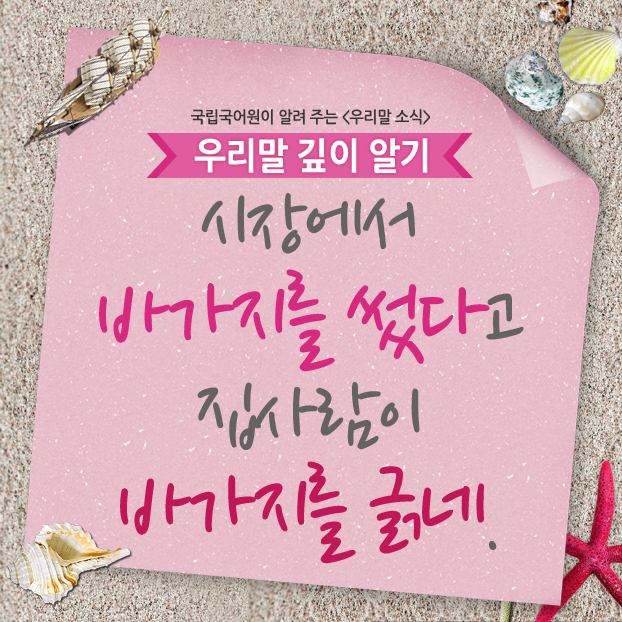 국립국어원이 알려 주는 <우리말 소식>
우리말 깊이 알기
시장에서
바가지를 썼다고
집사람이
바가지를 긁네.